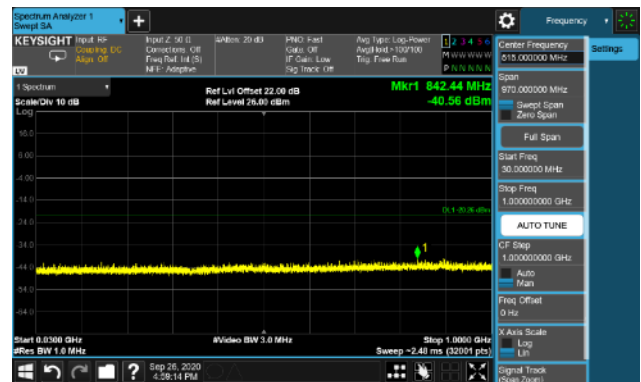 Spectrum Analyzer 1
Swept SA
+
Frequency
KEYSIGHT
Input: RF
Coupling: DC
Align: Off
Input Z: 50 Ω
Corrections: Off
Freq Ref: Int (S)
NFE: Adaptive
#Atten: 20 dB
PNO: Fast
Gate: Off
IF Gain: Low
Sig Track: Off
Avg Type: Log-Power
Avg|Hold:>100/100
Trig: Free Run
1 2 3 4 5 6
M W W W W W
P N N N N N
LV
1 Spectrum
Scale/Div 10 dB
Log
Ref Lvl Offset 22.00 dB
Ref Level 26.00 dBm
Mkr1 842.44 MHz
-40.56 dBm
16.0
6.00
-4.00
-14.0
-24.0
-34.0
-44.0
-54.0
-64.0
1
Start 0.0300 GHz
#Res BW 1.0 MHz
#Video BW 3.0 MHz
Stop 1.0000 GHz
Sweep ~2.48 ms (32001 pts)
Center Frequency
515.000000 MHz
Span
970.000000 MHz
Swept Span
Zero Span
Full Span
Start Freq
30.000000 MHz
Stop Freq
1.000000000 GHz
AUTO TUNE
CF Step
1.000000000 GHz
Auto
Man
Freq Offset
0 Hz
X Axis Scale
Log
Lin
Signal Track
(Span Zoom)
Settings
?
Sep 26, 2020
4:59:14 PM